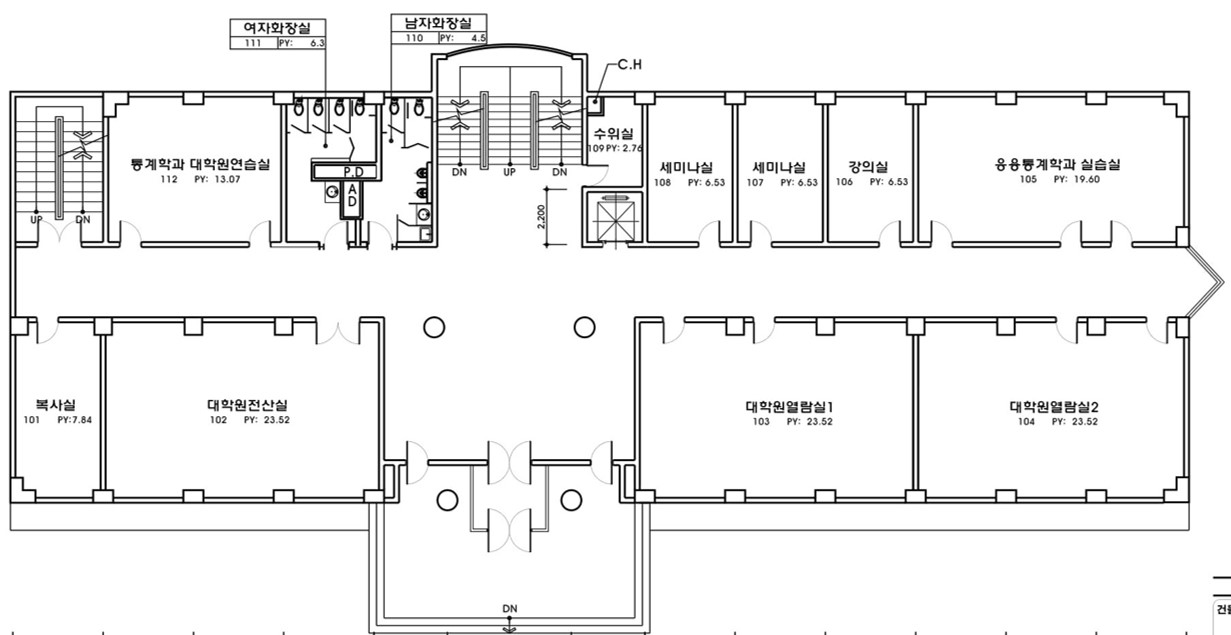 여자화장실
111 PY: 6.3
남자화장실
110 PY: 4.5
C.H
수위실
109 PY: 2.76
통계학과 대학원연습실
112 PY: 13.07
P.D
A
D
세미나실
108 PY: 6.53
세미나실
107 PY: 6.53
강의실
106 PY: 6.53
응용통계학과 실습실
105 PY: 19.60
UP
DN
DN
UP
DN
2,200
복사실
101 PY:7.84
대학원전산실
102 PY: 23.52
대학원열람실1
103 PY: 23.52
대학원열람실2
104 PY: 23.52
DN